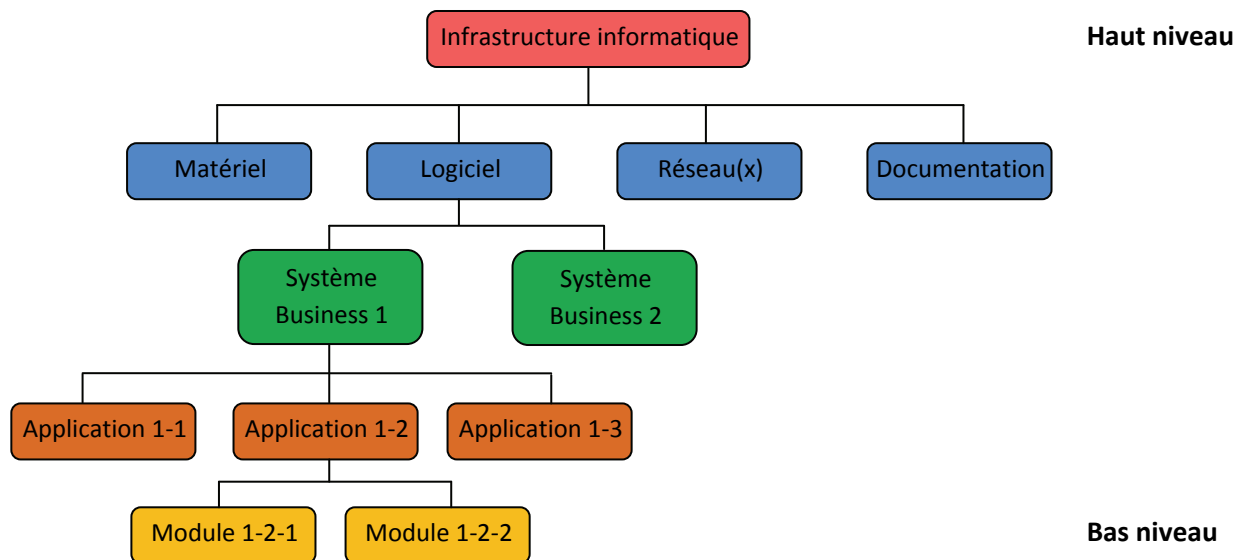 Infrastructure informatique
Haut niveau
Matériel
Logiciel
Réseau(x)
Documentation
Système
Business 1
Système
Business 2
Application 1-1
Application 1-2
Application 1-3
Module 1-2-1
Module 1-2-2
Bas niveau